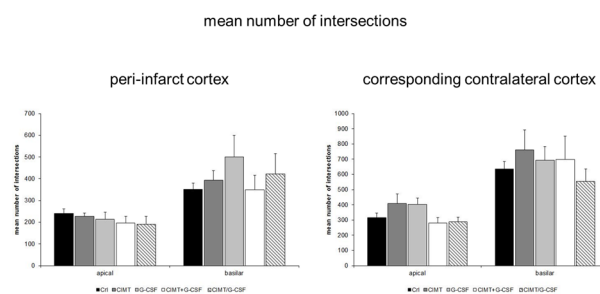 mean number of intersections
peri-infarct cortex
corresponding contralateral cortex
mean number of intersections
700
600
500
400
300
200
100
0
apical
basilar
■Crl ■CIMT ■G-CSF □CIMT+G-CSF ▨CIMT/G-CSF
mean number of intersections
1000
900
800
700
600
500
400
300
200
100
0
apical
basilar
■Crl ■CIMT ■G-CSF □CIMT+G-CSF ▨CIMT/G-CSF